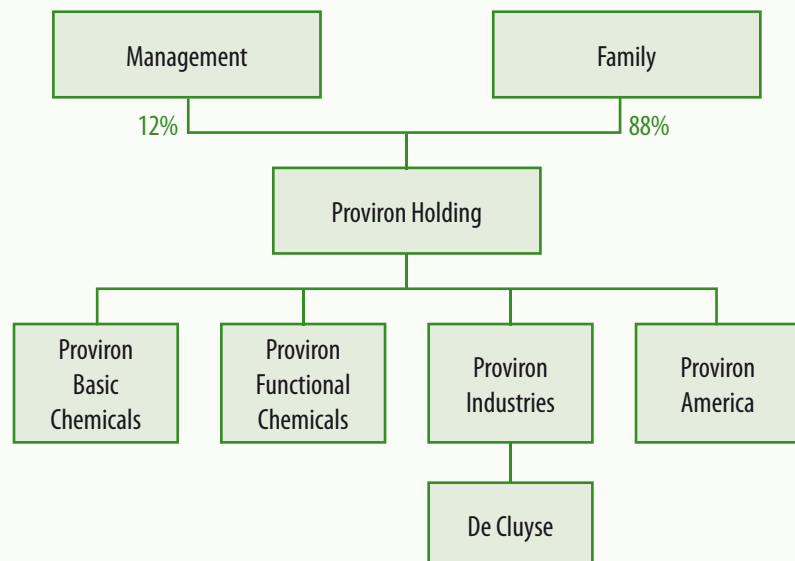 Management
Family
12%
88%
Proviron Holding
Proviron
Basic
Chemicals
Proviron
Functional
Chemicals
Proviron
Industries
Proviron
America
De Cluyse